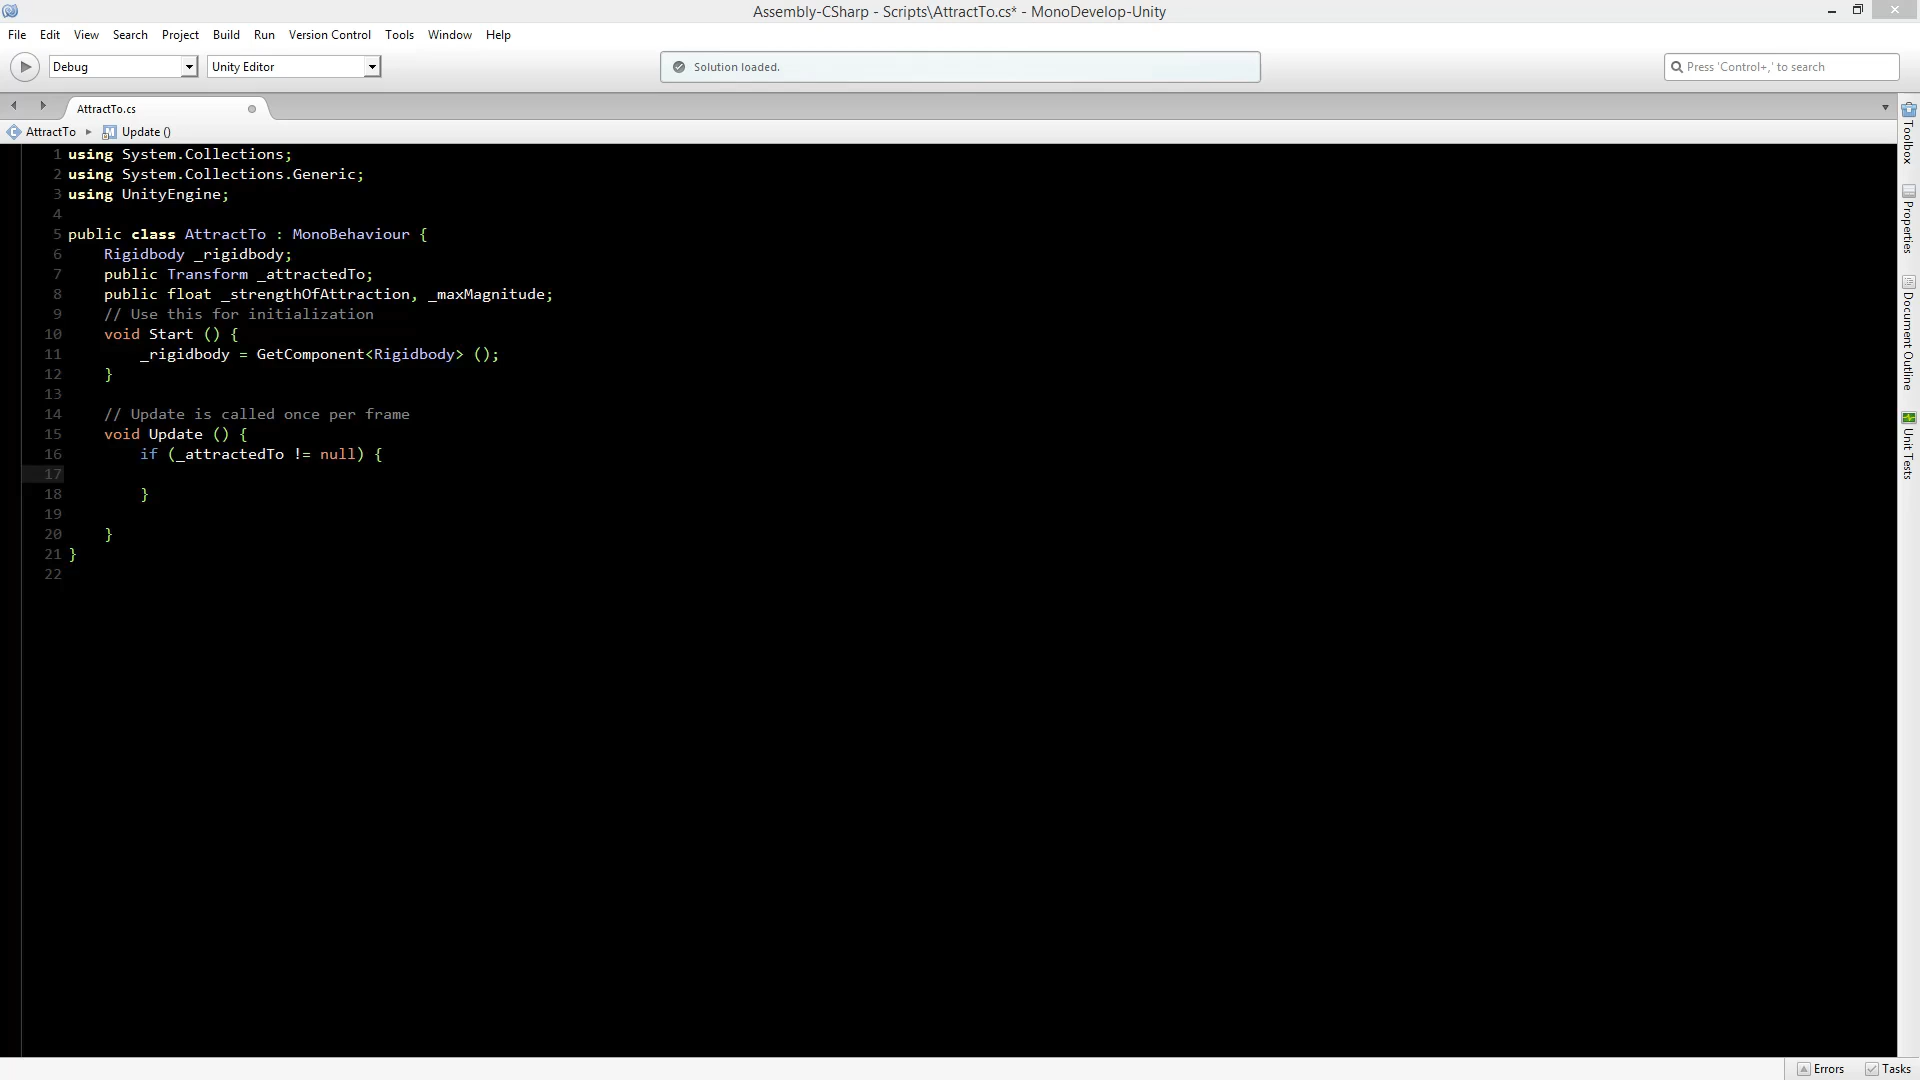 Assembly-CSharp - Scripts\AttractTo.cs* - MonoDevelop-Unity
File Edit View Search Project Build Run Version Control Tools Window Help
Debug Unity Editor Solution loaded. Press 'Control+,' to search
AttractTo.cs
AttractTo Update ()
1 using System.Collections;
2 using System.Collections.Generic;
3 using UnityEngine;
4
5 public class AttractTo : MonoBehaviour {
6 Rigidbody _rigidbody;
7 public Transform _attractedTo;
8 public float _strengthOfAttraction, _maxMagnitude;
9 // Use this for initialization
10 void Start () {
11 _rigidbody = GetComponent<Rigidbody> ();
12 }
13
14 // Update is called once per frame
15 void Update () {
16 if (_attractedTo != null) {
17
18 }
19
20 }
21 }
22
Toolbox
Properties
Document Outline
Unit Tests
Errors Tasks